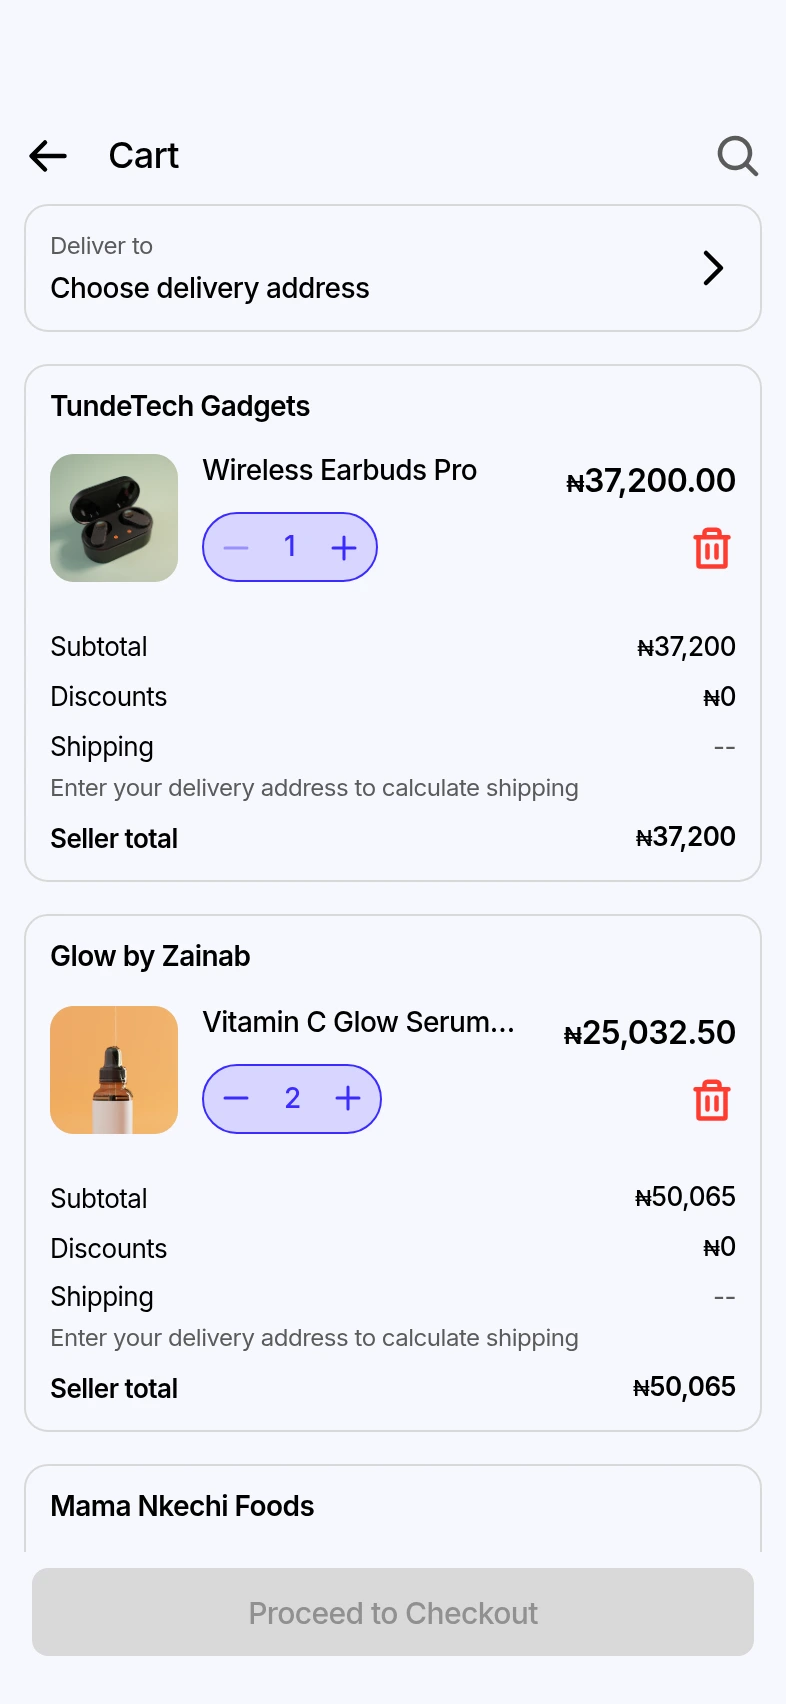 Cart
Deliver to
Choose delivery address
TundeTech Gadgets
Wireless Earbuds Pro
₦37,200.00
1
Subtotal
₦37,200
Discounts
₦0
Shipping
--
Enter your delivery address to calculate shipping
Seller total
₦37,200
Glow by Zainab
Vitamin C Glow Serum...
₦25,032.50
2
Subtotal
₦50,065
Discounts
₦0
Shipping
--
Enter your delivery address to calculate shipping
Seller total
₦50,065
Mama Nkechi Foods
Proceed to Checkout